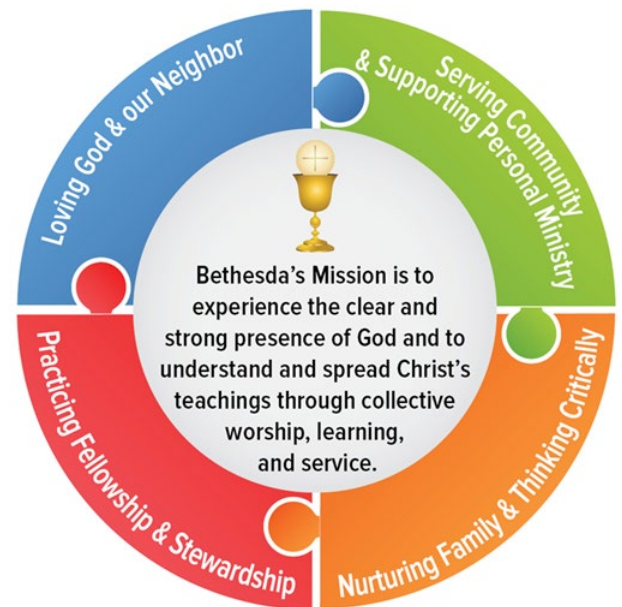 Loving God & our Neighbor
Serving Community
& Supporting Personal Ministry
Bethesda's Mission is to
experience the clear and
strong presence of God and to
understand and spread Christ's
teachings through collective
worship, learning,
and service.
Practicing Fellowship & Stewardship
Nurturing Family & Thinking Critically